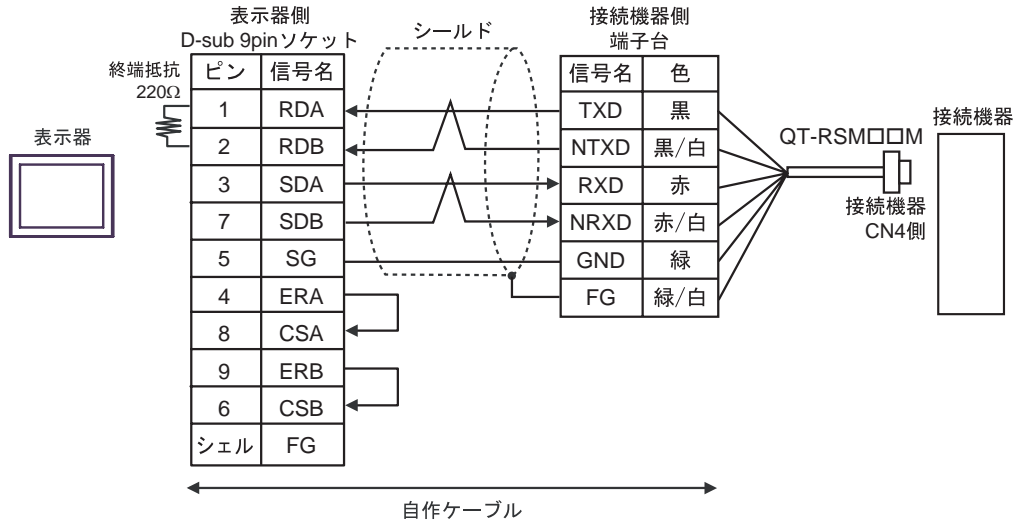 表示器側
D-sub 9pinソケット
シールド
接続機器側
端子台
終端抵抗
220Ω
ピン 信号名
1 RDA
2 RDB
3 SDA
7 SDB
5 SG
4 ERA
8 CSA
9 ERB
6 CSB
シェル FG
信号名 色
TXD 黒
NTXD 黒/白
RXD 赤
NRXD 赤/白
GND 緑
FG 緑/白
表示器
QT-RSM□□M
接続機器
接続機器
CN4側
自作ケーブル